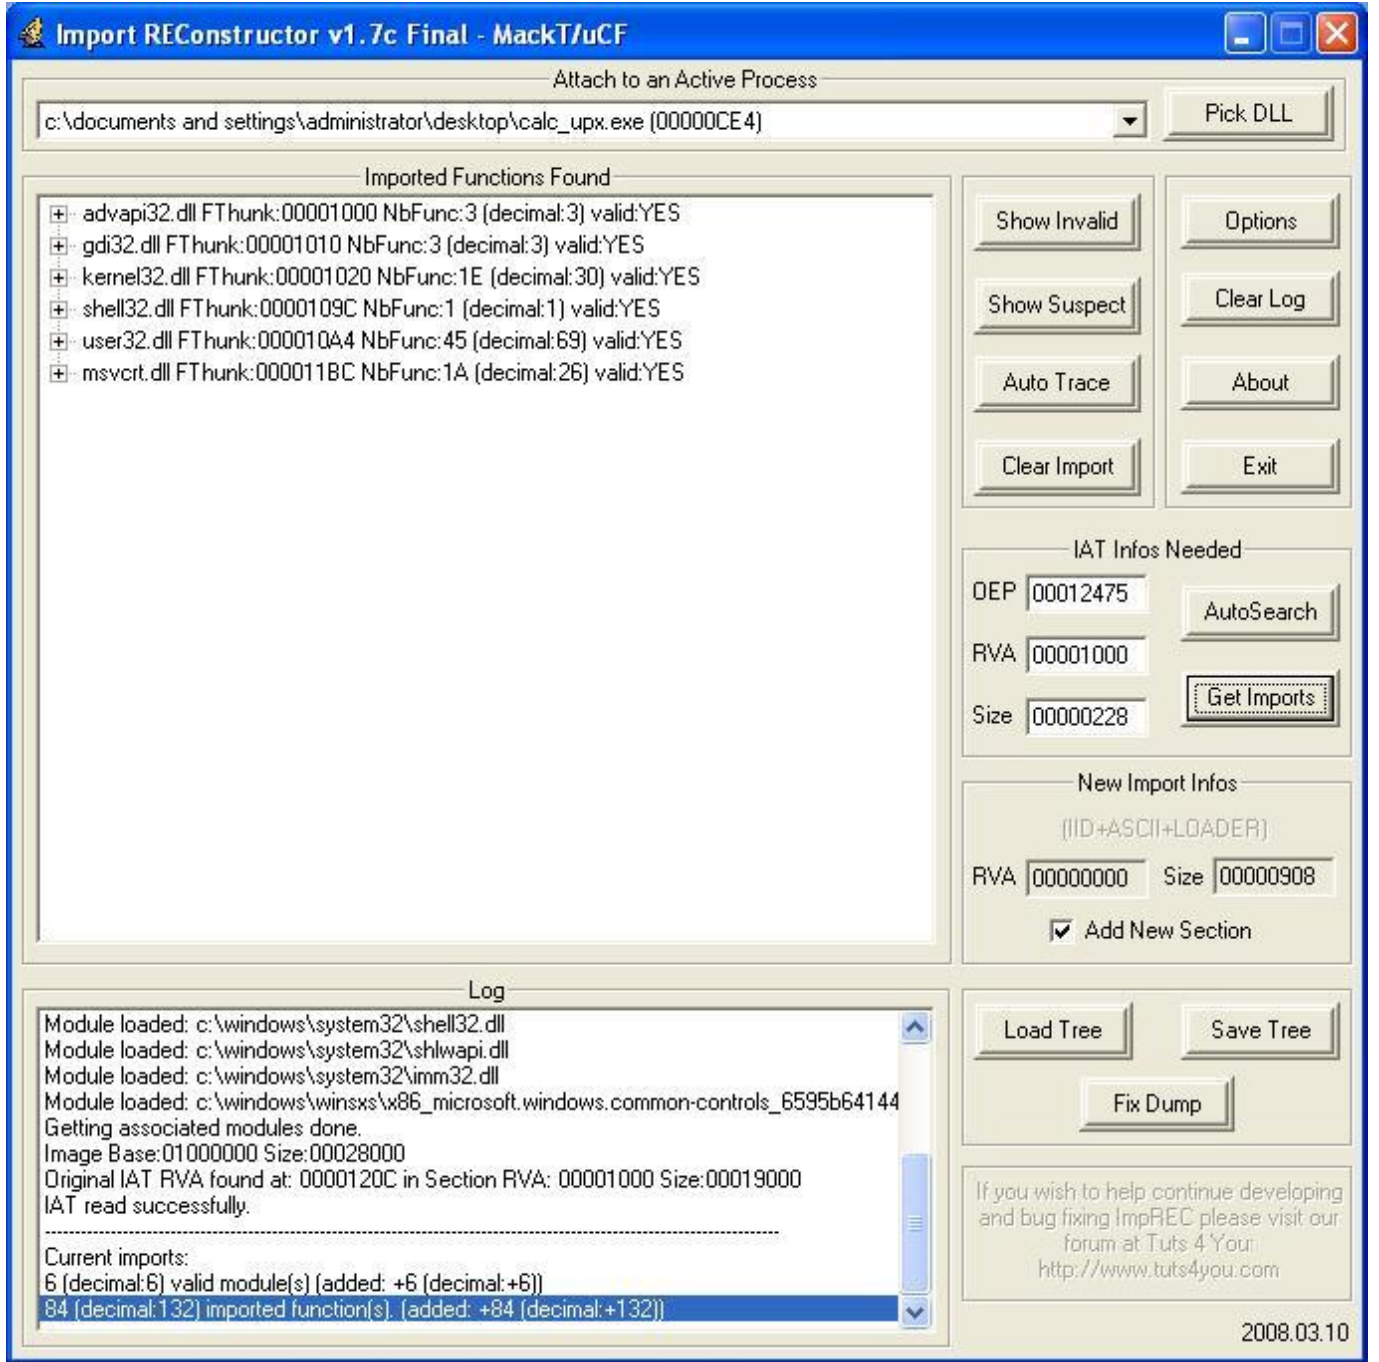 Import REConstructor v1.7c Final - MackT/uCF
Attach to an Active Process
c:\documents and settings\administrator\desktop\calc_upx.exe (00000CE4)
Pick DLL
Imported Functions Found
advapi32.dll FThunk:00001000 NbFunc:3 (decimal:3) valid:YES
gdi32.dll FThunk:00001010 NbFunc:3 (decimal:3) valid:YES
kernel32.dll FThunk:00001020 NbFunc:1E (decimal:30) valid:YES
shell32.dll FThunk:0000109C NbFunc:1 (decimal:1) valid:YES
user32.dll FThunk:000010A4 NbFunc:45 (decimal:69) valid:YES
msvcrt.dll FThunk:000011BC NbFunc:1A (decimal:26) valid:YES
Show Invalid
Options
Show Suspect
Clear Log
Auto Trace
About
Clear Import
Exit
IAT Infos Needed
OEP 00012475
AutoSearch
RVA 00001000
Size 00000228
Get Imports
New Import Infos
(IID+ASCII+LOADER)
RVA 00000000 Size 00000908
Add New Section
Log
Module loaded: c:\windows\system32\shell32.dll
Module loaded: c:\windows\system32\shlwapi.dll
Module loaded: c:\windows\system32\imm32.dll
Module loaded: c:\windows\winsxs\x86_microsoft.windows.common-controls_6595b64144
Getting associated modules done.
Image Base:01000000 Size:00028000
Original IAT RVA found at: 0000120C in Section RVA: 00001000 Size:00019000
IAT read successfully.
---------------------------------------------------------------------------------------------------
Current imports:
6 (decimal:6) valid module(s) (added: +6 (decimal:+6))
84 (decimal:132) imported function(s). (added: +84 (decimal:+132))
Load Tree
Save Tree
Fix Dump
If you wish to help continue developing
and bug fixing ImpREC please visit our
forum at Tuts 4 You:
http://www.tuts4you.com
2008.03.10